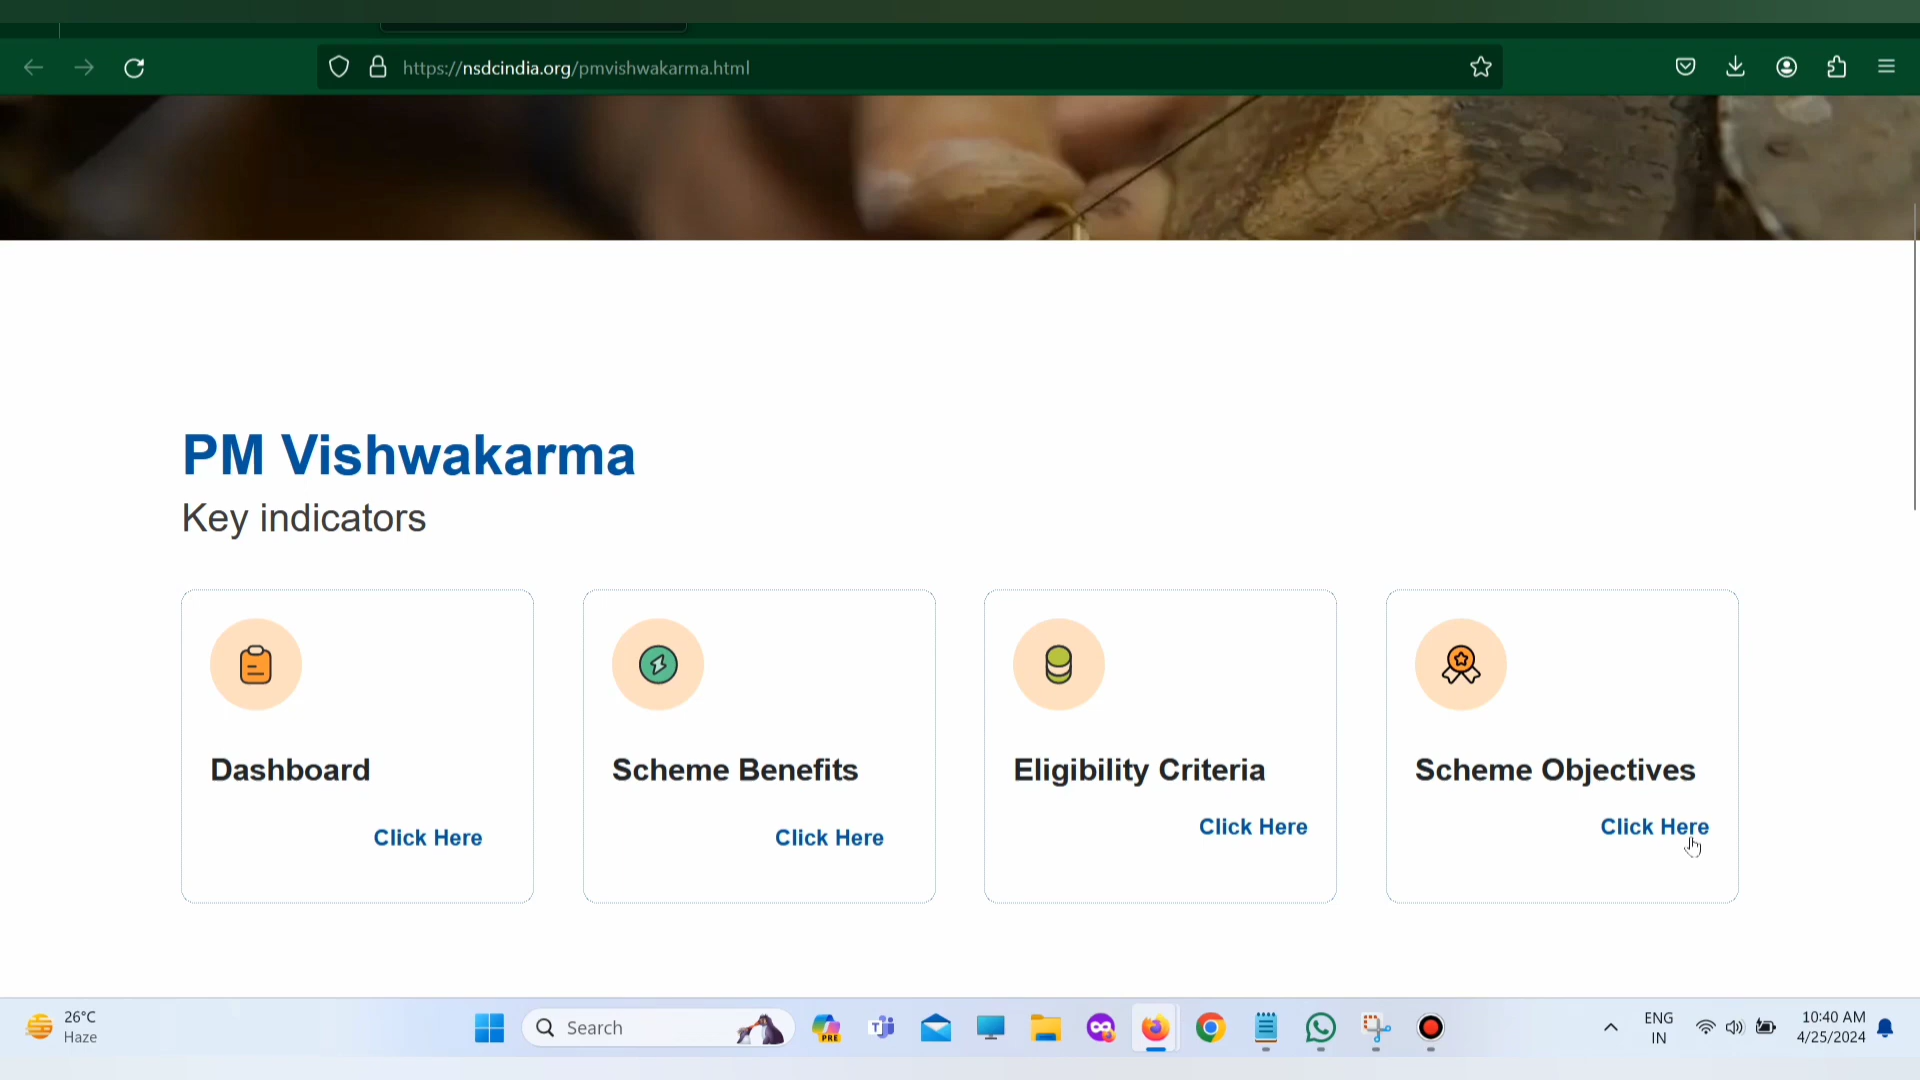 https://nsdcindia.org/pmvishwakarma.html
PM Vishwakarma
Key indicators
Dashboard
Click Here
Scheme Benefits
Click Here
Eligibility Criteria
Click Here
Scheme Objectives
Click Here
26°C
Haze
Search
PRE
ENG
IN
10:40 AM
4/25/2024